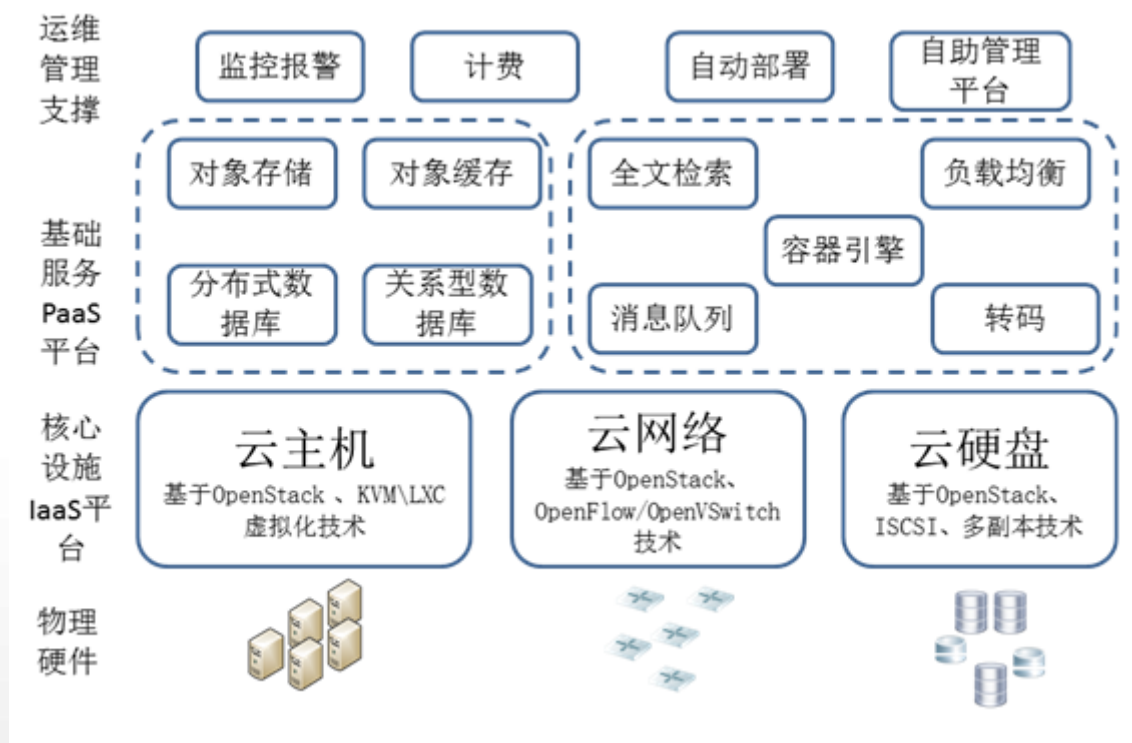 运维
管理
支撑
监控报警
计费
自动部署
自助管理
平台
基础
服务
PaaS
平台
对象存储
对象缓存
分布式数
据库
关系型数
据库
全文检索
负载均衡
容器引擎
消息队列
转码
核心
设施
IaaS平
台
云主机
基于OpenStack 、KVM\LXC
虚拟化技术
云网络
基于OpenStack、
OpenFlow/OpenVSwitch
技术
云硬盘
基于OpenStack、
ISCSI、多副本技术
物理
硬件